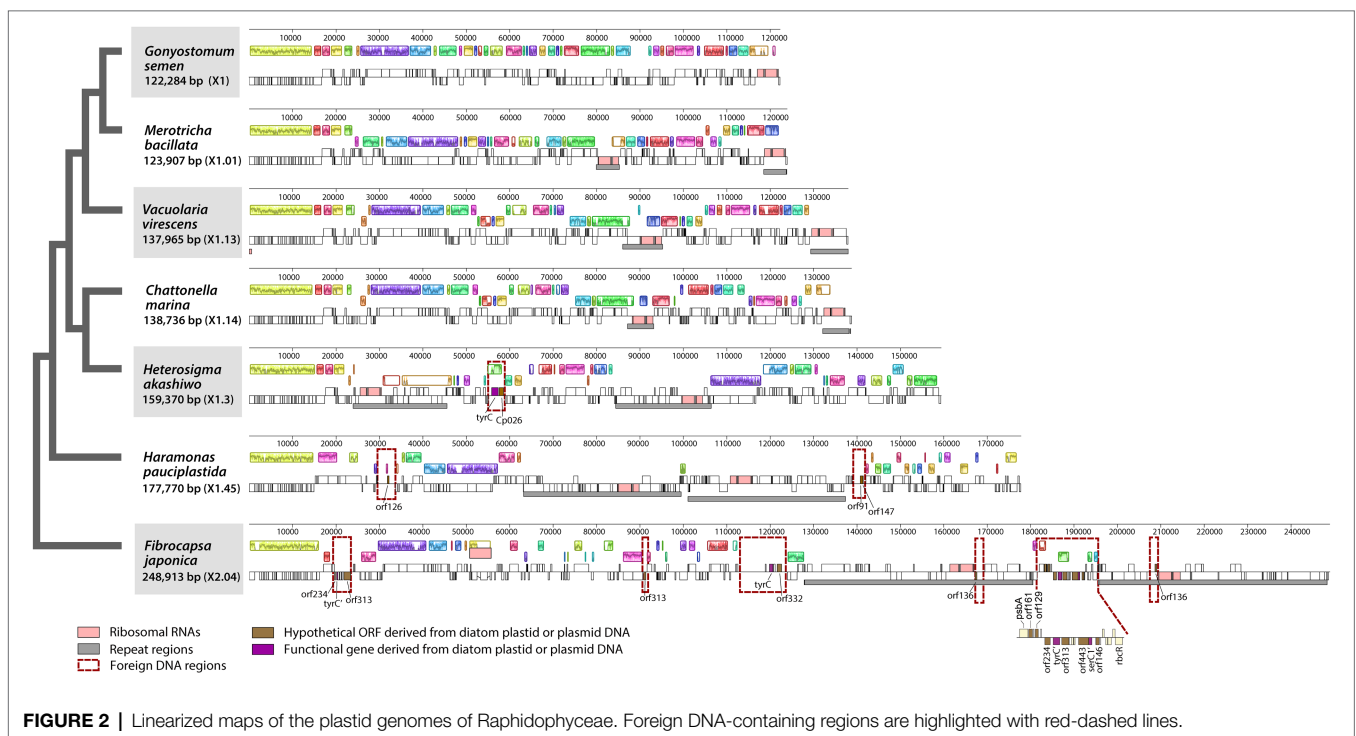 10000 20000 30000 40000 50000 60000 70000 80000 90000 100000 110000 120000
Gonyostomum
semen
122,284 bp (X1)
10000 20000 30000 40000 50000 60000 70000 80000 90000 100000 110000 120000
Merotricha
bacillata
123,907 bp (X1.01)
10000 20000 30000 40000 50000 60000 70000 80000 90000 100000 110000 120000 130000
Vacuolaria
virescens
137,965 bp (X1.13)
10000 20000 30000 40000 50000 60000 70000 80000 90000 100000 110000 120000 130000
Chattonella
marina
138,736 bp (X1.14)
10000 20000 30000 40000 50000 60000 70000 80000 90000 100000 110000 120000 130000 140000 150000
Heterosigma
akashiwo
159,370 bp (X1.3)
tyrC Cp026
10000 20000 30000 40000 50000 60000 70000 80000 90000 100000 110000 120000 130000 140000 150000 160000 170000
Haramonas
pauciplastida
177,770 bp (X1.45)
orf126 orf91 orf147
10000 20000 30000 40000 50000 60000 70000 80000 90000 100000 110000 120000 130000 140000 150000 160000 170000 180000 190000 200000 210000 220000 230000 240000
Fibrocapsa
japonica
248,913 bp (X2.04)
orf234 tyrC' orf313 orf313 tyrC orf332 orf136 orf136
psbA orf161 orf129
orf234 tyrC' orf313 orf443 serC1' orf146 rbcR
Ribosomal RNAs
Repeat regions
Foreign DNA regions
Hypothetical ORF derived from diatom plastid or plasmid DNA
Functional gene derived from diatom plastid or plasmid DNA
FIGURE 2 | Linearized maps of the plastid genomes of Raphidophyceae. Foreign DNA-containing regions are highlighted with red-dashed lines.